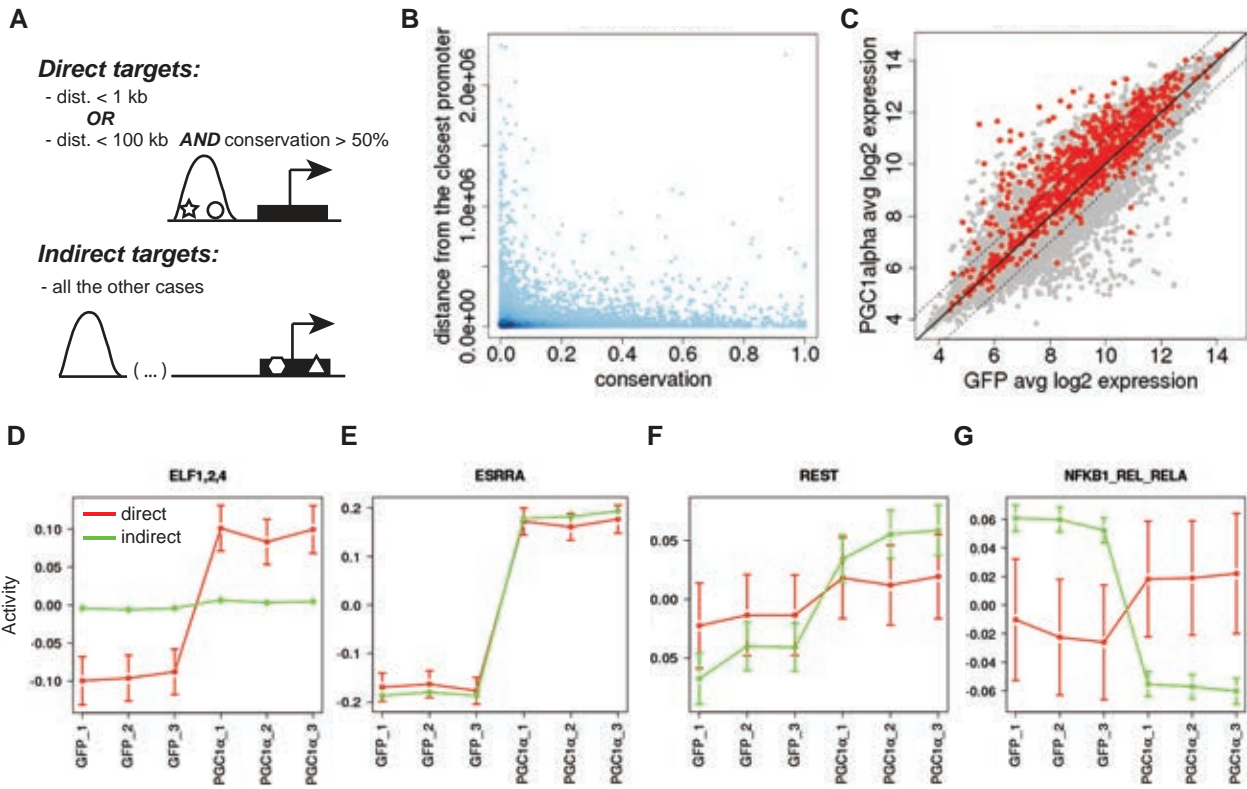 A
Direct targets:
- dist. < 1 kb
OR
- dist. < 100 kb AND conservation > 50%
Indirect targets:
- all the other cases
( ... )
B
distance from the closest promoter
2.0e+06
1.0e+06
0.0e+00
0.0 0.2 0.4 0.6 0.8 1.0
conservation
C
PGC1alpha avg log2 expression
14
12
10
8
6
4
4 6 8 10 12 14
GFP avg log2 expression
D
ELF1,2,4
direct
indirect
Activity
0.10
0.05
0.00
-0.05
-0.10
GFP_1 GFP_2 GFP_3 PGC1α_1 PGC1α_2 PGC1α_3
E
ESRRA
0.2
0.1
0.0
-0.1
-0.2
GFP_1 GFP_2 GFP_3 PGC1α_1 PGC1α_2 PGC1α_3
F
REST
0.05
0.00
0.05
GFP_1 GFP_2 GFP_3 PGC1α_1 PGC1α_2 PGC1α_3
G
NFKB1_REL_RELA
0.06
0.04
0.02
0.00
-0.02
-0.04
-0.06
GFP_1 GFP_2 GFP_3 PGC1α_1 PGC1α_2 PGC1α_3